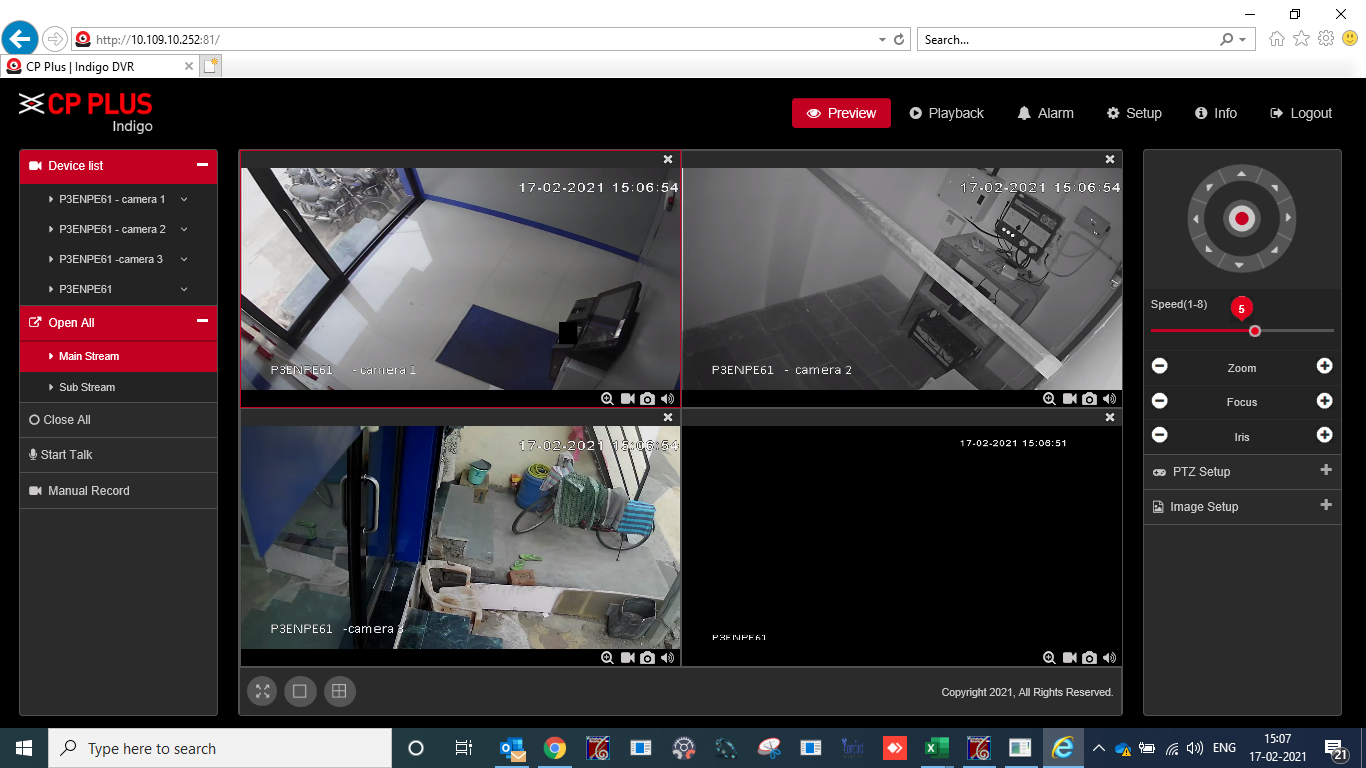 http://10.109.10.252:81/
Search...
CP Plus | Indigo DVR
CP PLUS
Indigo
Preview
Playback
Alarm
Setup
Info
Logout
Device list
P3ENPE61 - camera 1
P3ENPE61 - camera 2
P3ENPE61 -camera 3
P3ENPE61
Open All
Main Stream
Sub Stream
Close All
Start Talk
Manual Record
17-02-2021 15:06:54
P3ENPE61 - camera 1
17-02-2021 15:06:54
P3ENPE61 - camera 2
17-02-2021 15:06:54
P3ENPE61 -camera 3
17-02-2021 15:06:51
P3ENPE61
Copyright 2021, All Rights Reserved.
Speed(1-8)
5
Zoom
Focus
Iris
PTZ Setup
Image Setup
Type here to search
ENG
15:07
17-02-2021
21